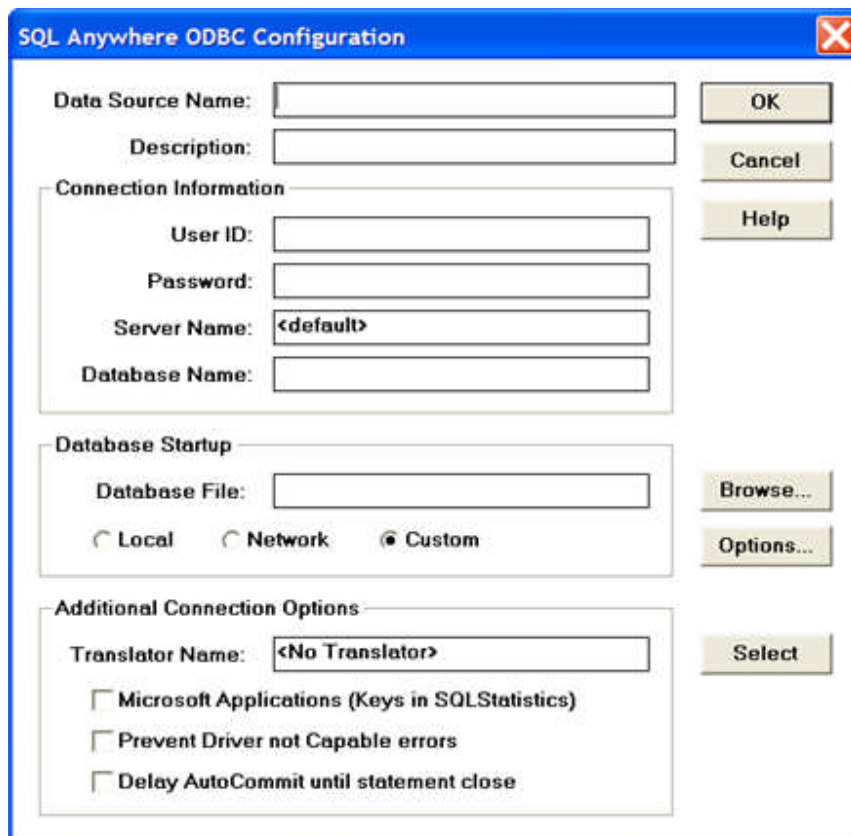 SQL Anywhere ODBC Configuration
Data Source Name:
OK
Description:
Cancel
Connection Information
Help
User ID:
Password:
Server Name: <default>
Database Name:
Database Startup
Database File:
Browse...
Local Network Custom
Options...
Additional Connection Options
Translator Name: <No Translator>
Select
Microsoft Applications (Keys in SQLStatistics)
Prevent Driver not Capable errors
Delay AutoCommit until statement close